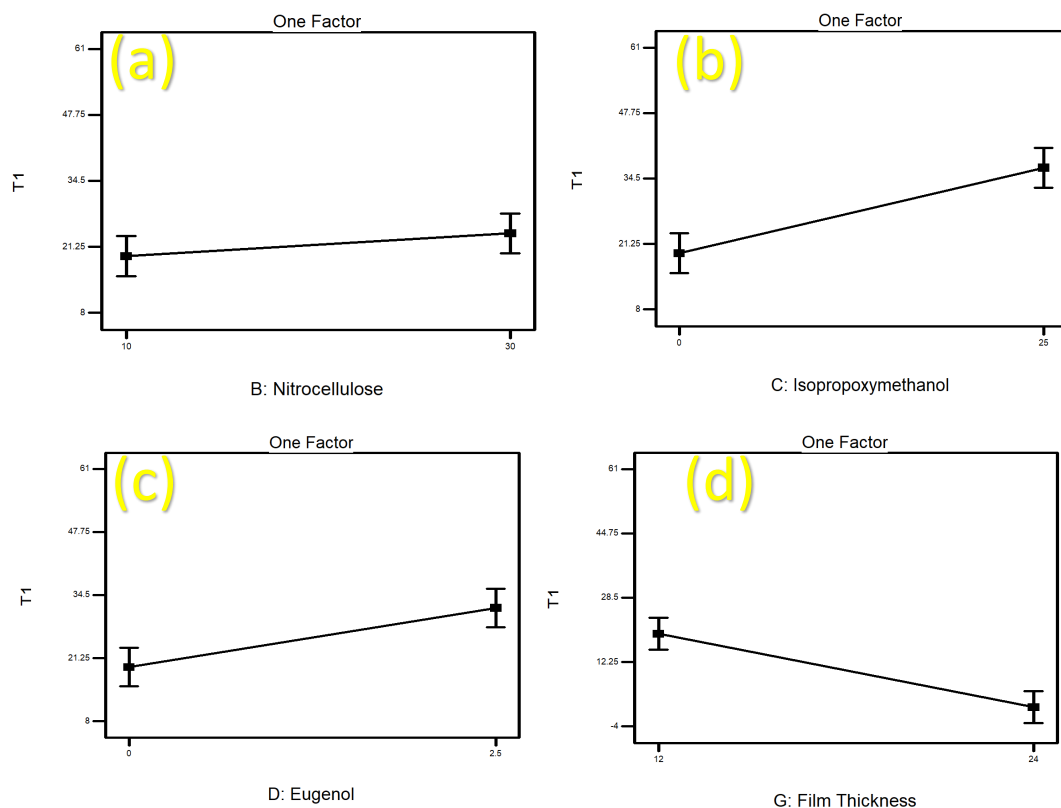 One Factor
(a)
61
47.75
34.5
21.25
8
T1
10
30
B: Nitrocellulose
One Factor
(b)
61
47.75
34.5
21.25
8
T1
0
25
C: Isopropoxymethanol
One Factor
(c)
61
47.75
34.5
21.25
8
T1
0
2.5
D: Eugenol
One Factor
(d)
61
44.75
28.5
12.25
-4
T1
12
24
G: Film Thickness